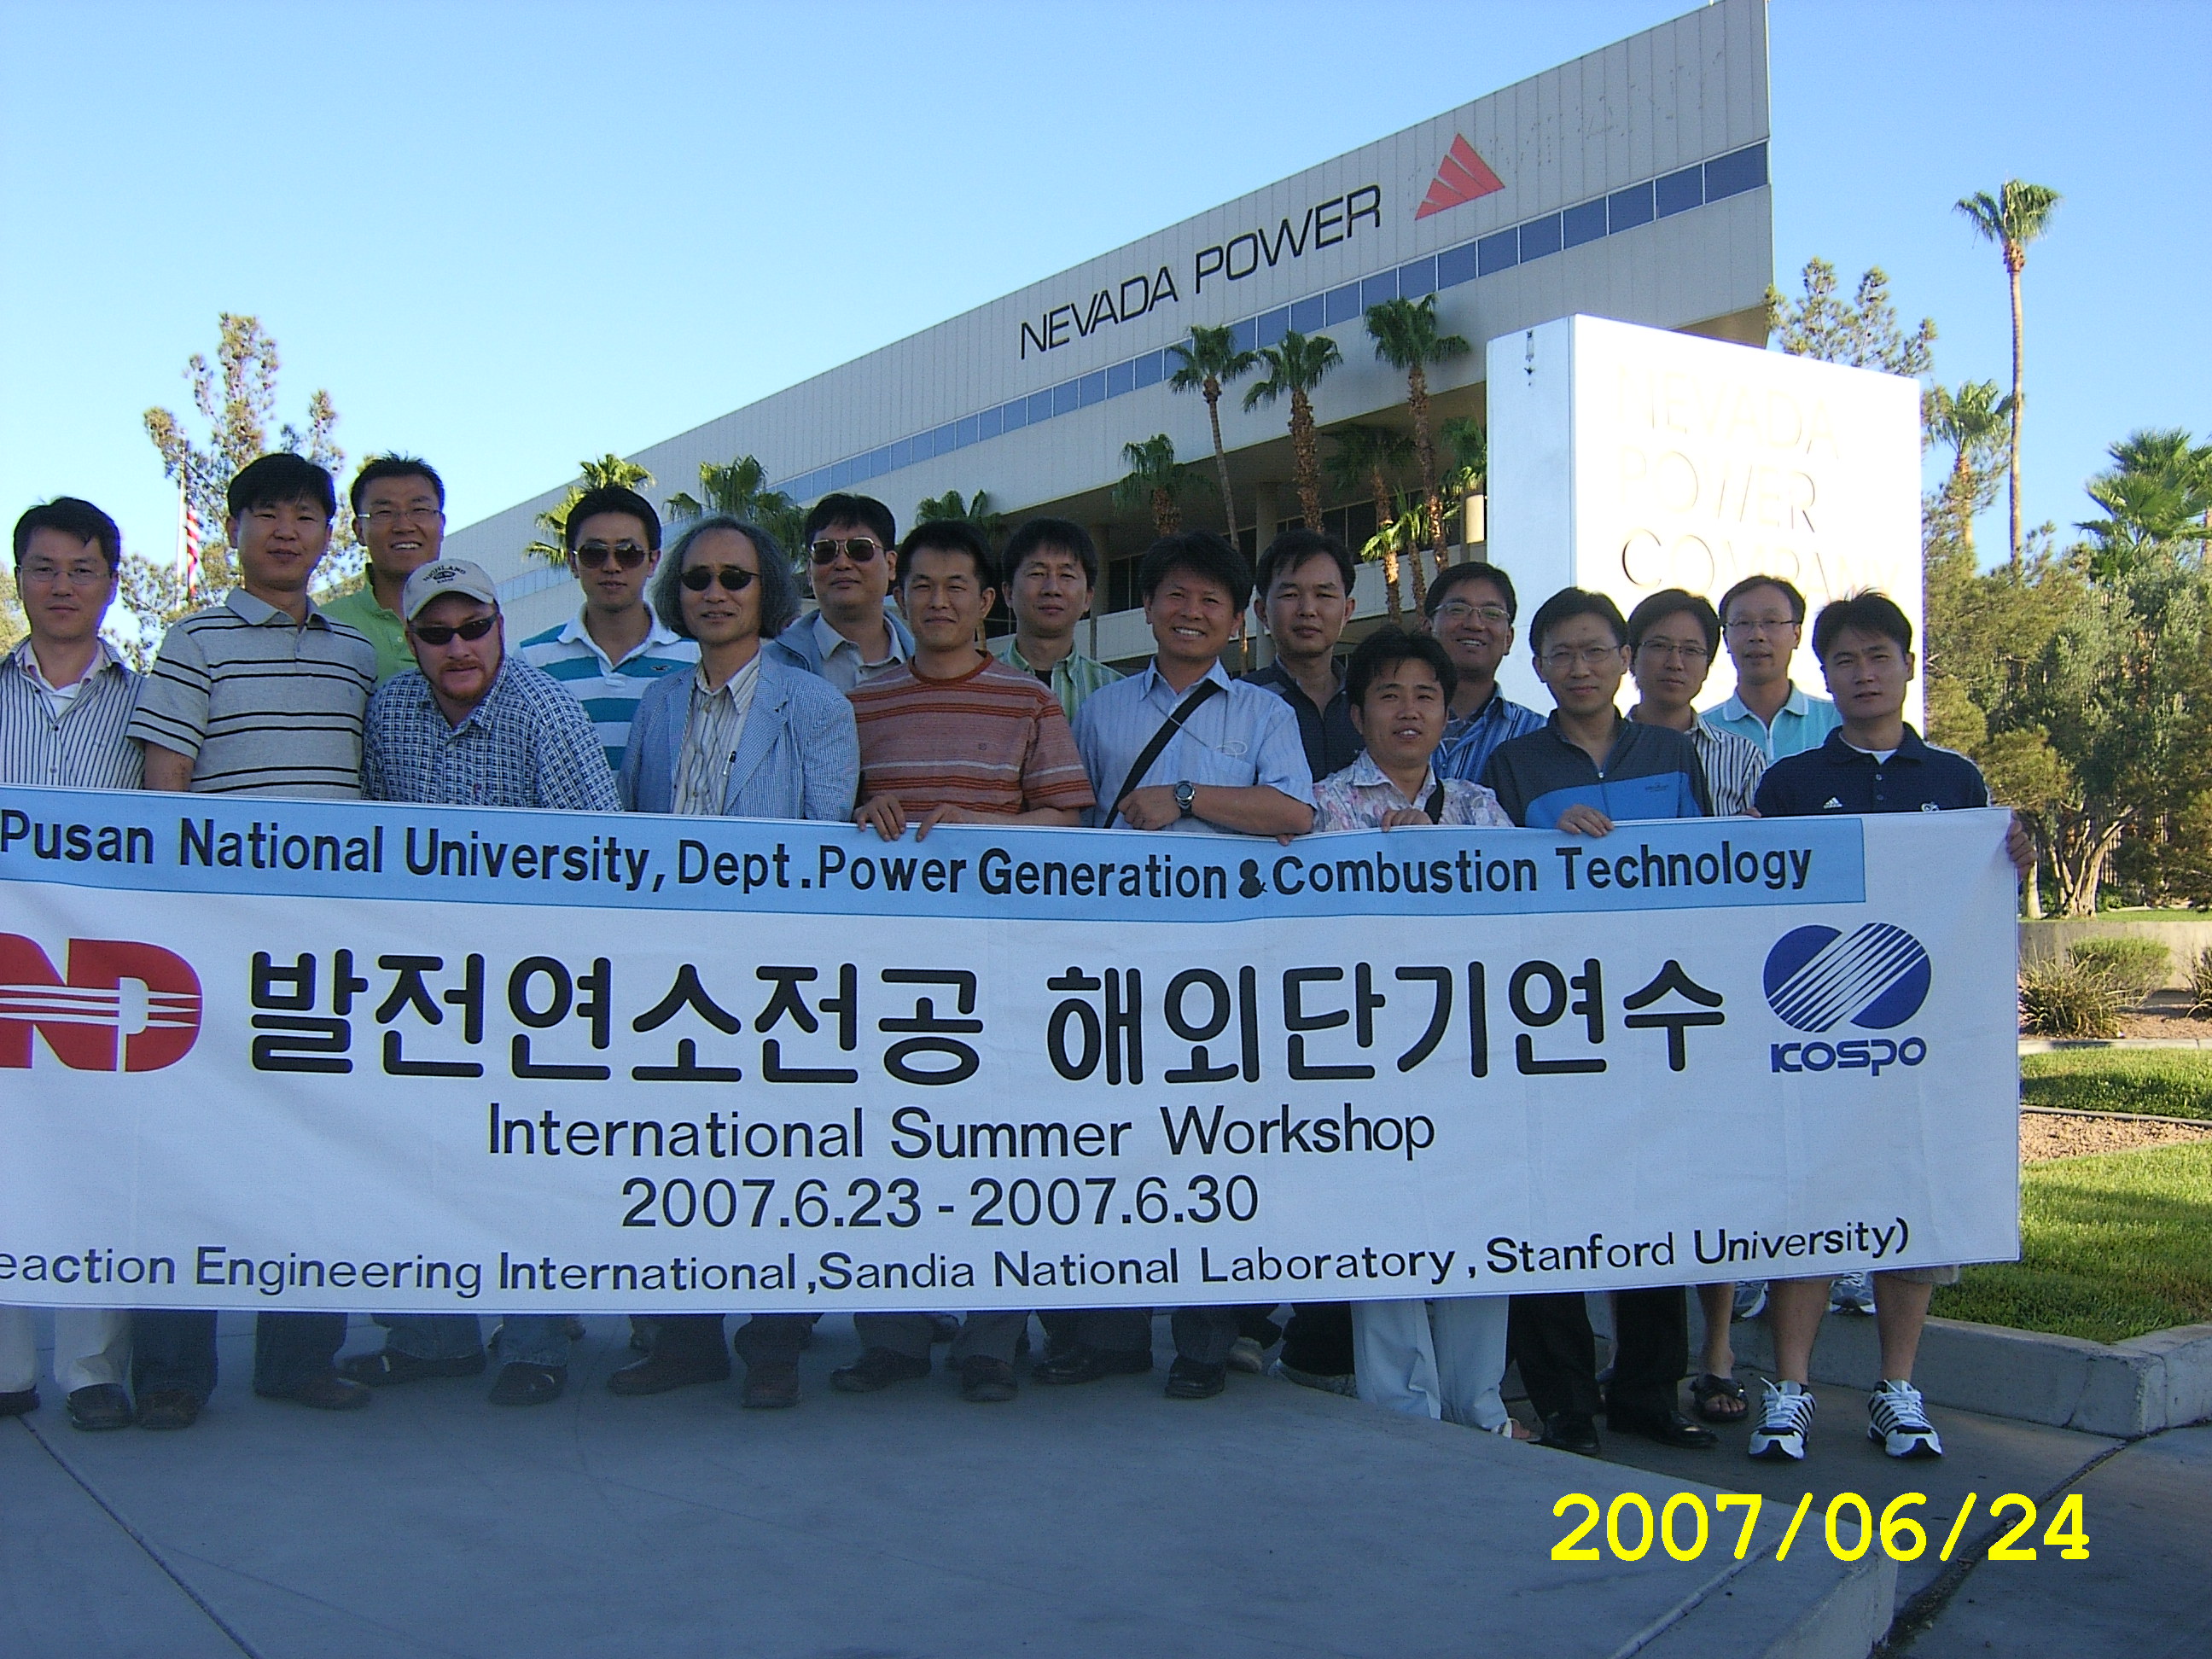 NEVADA POWER
NEVADA
POWER
COMPANY
Pusan National University, Dept. Power Generation & Combustion Technology
발전연소전공 해외단기연수
KOSPO
International Summer Workshop
2007.6.23 - 2007.6.30
eaction Engineering International ,Sandia National Laboratory , Stanford University)
2007/06/24